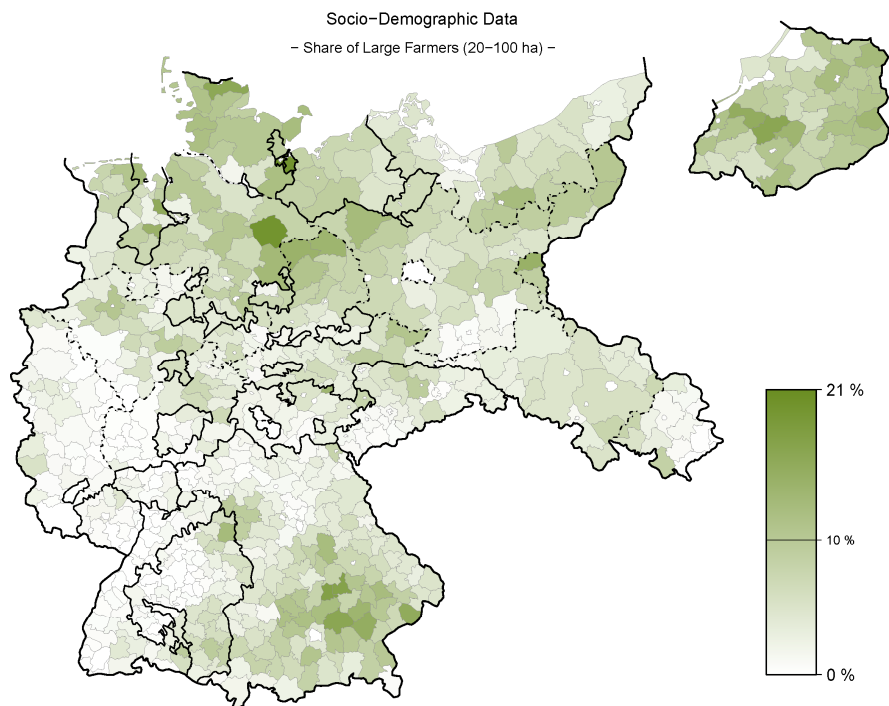 Socio−Demographic Data
− Share of Large Farmers (20−100 ha) −
21 %
10 %
0 %